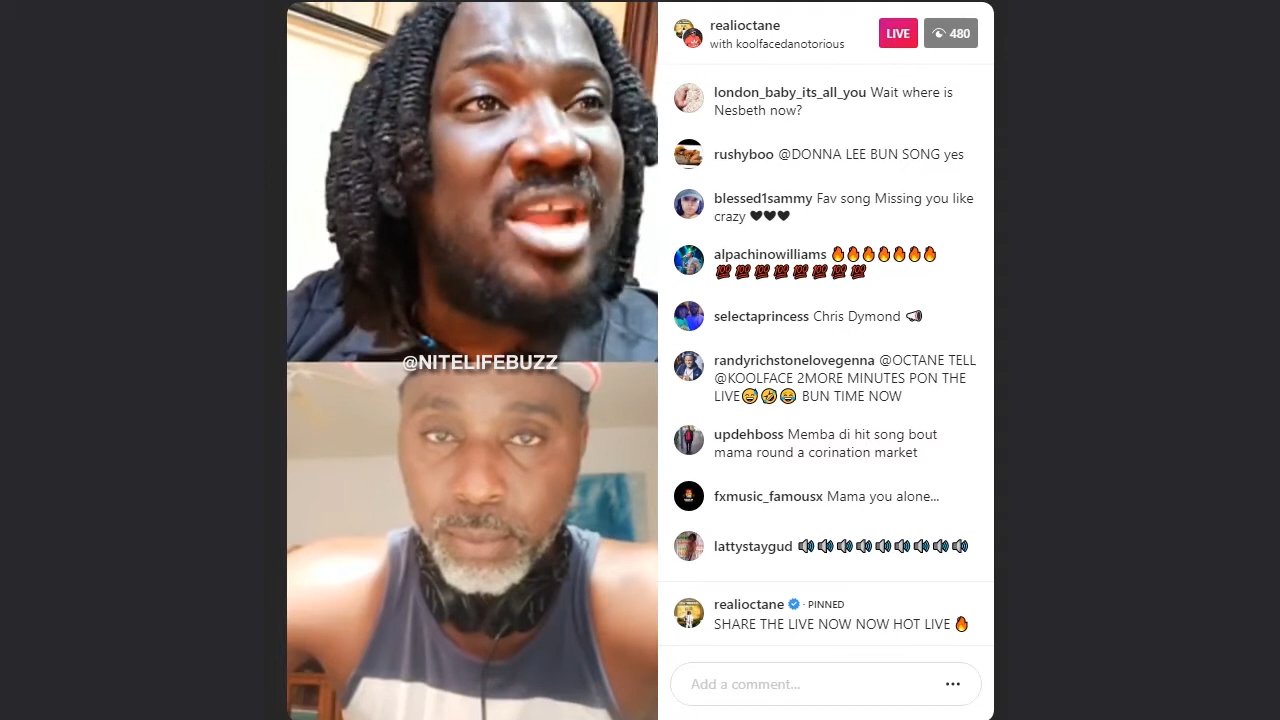 realioctane
with koolfacedanotorious
LIVE
480
london_baby_its_all_you Wait where is
Nesbeth now?
rushyboo @DONNA LEE BUN SONG yes
blessed1sammy Fav song Missing you like
crazy 🖤🖤🖤
alpachinowilliams 🔥🔥🔥🔥🔥🔥🔥
💯💯💯💯💯💯💯💯
selectaprincess Chris Dymond 📢
randyrichstonelovegenna @OCTANE TELL
@KOOLFACE 2MORE MINUTES PON THE
LIVE😅🤣😂 BUN TIME NOW
updehboss Memba di hit song bout
mama round a corination market
fxmusic_famousx Mama you alone...
lattystaygud 🔊🔊🔊🔊🔊🔊🔊🔊🔊
realioctane · PINNED
SHARE THE LIVE NOW NOW HOT LIVE 🔥
Add a comment...
@NITELIFEBUZZ